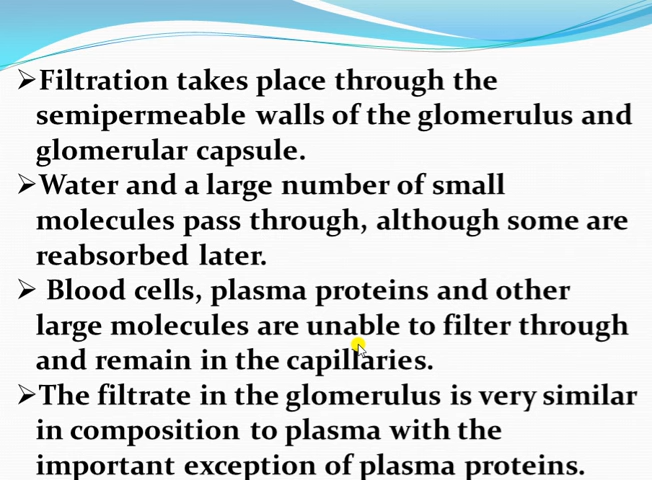 ➢Filtration takes place through the
semipermeable walls of the glomerulus and
glomerular capsule.
➢Water and a large number of small
molecules pass through, although some are
reabsorbed later.
➢ Blood cells, plasma proteins and other
large molecules are unable to filter through
and remain in the capillaries.
➢The filtrate in the glomerulus is very similar
in composition to plasma with the
important exception of plasma proteins.